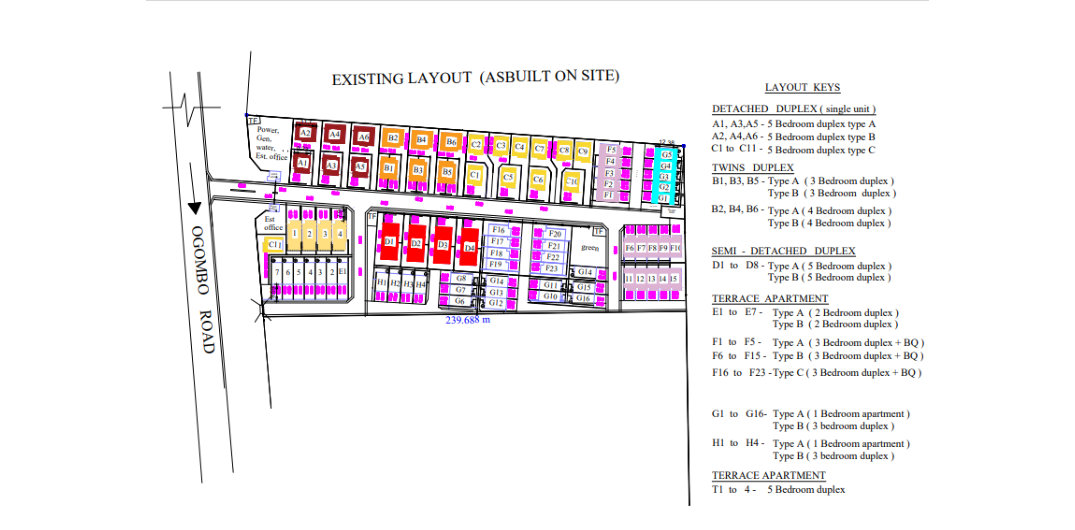 EXISTING LAYOUT (ASBUILT ON SITE)
LAYOUT KEYS
DETACHED DUPLEX ( single unit )
A1, A3,A5 - 5 Bedroom duplex type A
A2, A4,A6 - 5 Bedroom duplex type B
C1 to C11 - 5 Bedroom duplex type C
TWINS DUPLEX
B1, B3, B5 - Type A ( 3 Bedroom duplex )
Type B ( 3 Bedroom duplex )
B2, B4, B6 - Type A ( 4 Bedroom duplex )
Type B ( 4 Bedroom duplex )
SEMI - DETACHED DUPLEX
D1 to D8 - Type A ( 5 Bedroom duplex )
Type B ( 5 Bedroom duplex )
TERRACE APARTMENT
E1 to E7 - Type A ( 2 Bedroom duplex )
Type B ( 2 Bedroom duplex )
F1 to F5 - Type A ( 3 Bedroom duplex + BQ )
F6 to F15 - Type B ( 3 Bedroom duplex + BQ )
F16 to F23 - Type C ( 3 Bedroom duplex + BQ )
G1 to G16- Type A ( 1 Bedroom apartment )
Type B ( 3 bedroom duplex )
H1 to H4 - Type A ( 1 Bedroom apartment )
Type B ( 3 bedroom duplex )
TERRACE APARTMENT
T1 to 4 - 5 Bedroom duplex
TF
Power,
Gen,
water,
Est. office
A2 A4 A6 B2 B4 B6 C2 C3 C4 C7 C8 C9
A1 A3 A5 B1 B3 B5 C1 C5 C6 C10
F5
F4
F3
F2
F1
G5
G4
G3
G2
G1
Est
office
C11
1 2 3 4
7 6 5 4 3 2 E1
TF
D1 D2 D3 D4
H1 H2 H3 H4
F16
F17
F18
F19
F20
F21
F22
F23
TF
green
G8
G7
G6
G14
G13
G12
G11
G10
G14
G15
G16
F6 F7 F8 F9 F10
11 12 13 14 15
239.688 m
OGOMBO ROAD